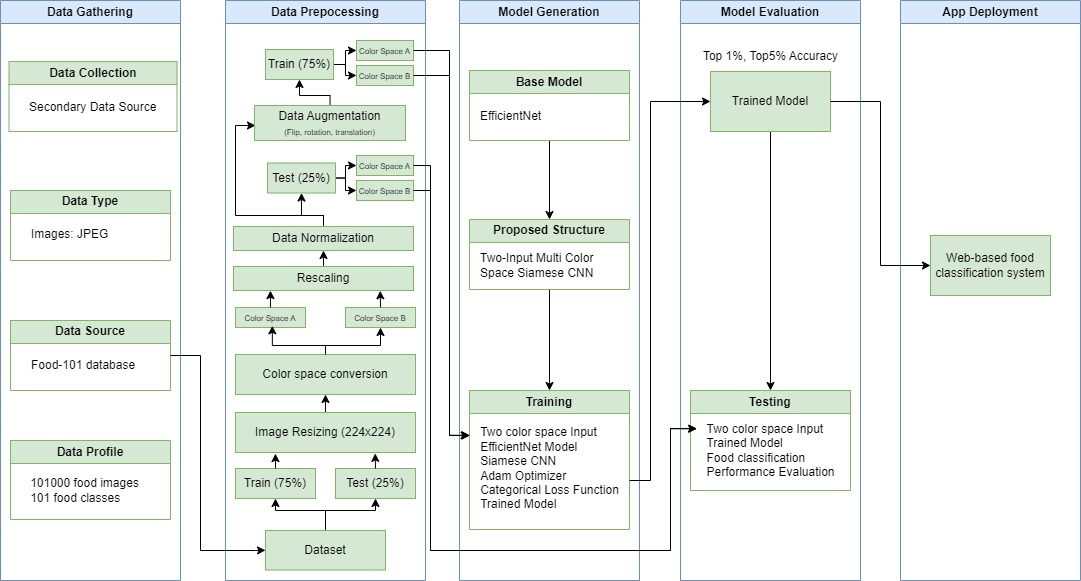 Data Gathering
Data Collection
Secondary Data Source
Data Type
Images: JPEG
Data Source
Food-101 database
Data Profile
101000 food images
101 food classes
Data Prepocessing
Train (75%)
Color Space A
Color Space B
Data Augmentation
(Flip, rotation, translation)
Test (25%)
Color Space A
Color Space B
Data Normalization
Rescaling
Color Space A
Color Space B
Color space conversion
Image Resizing (224x224)
Train (75%)
Test (25%)
Dataset
Model Generation
Base Model
EfficientNet
Proposed Structure
Two-Input Multi Color
Space Siamese CNN
Training
Two color space Input
EfficientNet Model
Siamese CNN
Adam Optimizer
Categorical Loss Function
Trained Model
Model Evaluation
Top 1%, Top5% Accuracy
Trained Model
Testing
Two color space Input
Trained Model
Food classification
Performance Evaluation
App Deployment
Web-based food
classification system